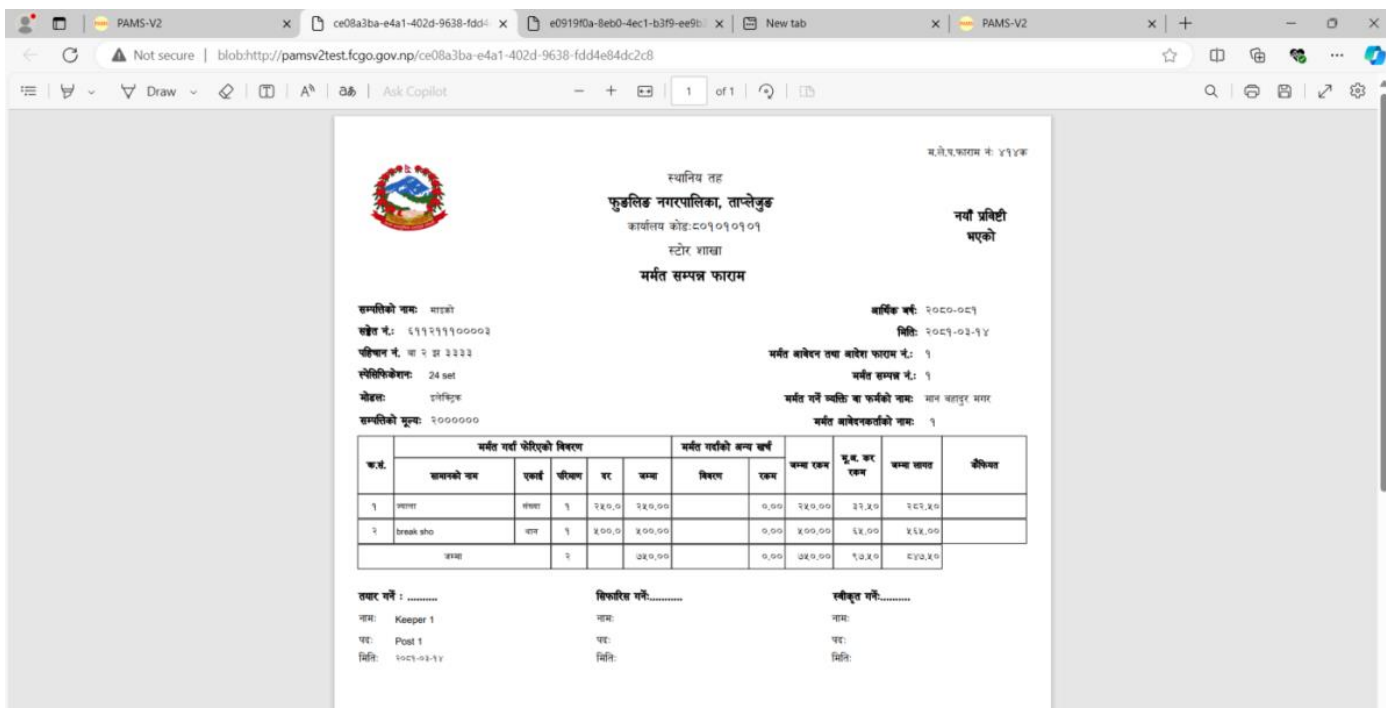 PAMS-V2
ce08a3ba-e4a1-402d-9638-fdd4
e0919f0a-8eb0-4ec1-b3f9-ee9b
New tab
PAMS-V2
Not secure | blob:http://pamsv2test.fcgo.gov.np/ce08a3ba-e4a1-402d-9638-fdd4e84dc2c8
Draw
Ask Copilot
1 of 1
म.ले.प.फाराम नं: ४१४क
स्थानिय तह
फुङलिङ नगरपालिका, ताप्लेजुङ
कार्यालय कोड:८०१०१०१०१
स्टोर शाखा
मर्मत सम्पन्न फाराम
नयाँ प्रविष्टी
भएको
सम्पत्तिको नामः माइको आर्थिक बर्षः २०८०-०८१
सङ्केत नं.: ६११२१११००००३ मितिः २०८१-०३-१४
पहिचान नं. बा २ झ ३३३३ मर्मत आवेदन तथा आदेश फाराम नं.: १
स्पेसिफिकेशनः 24 set मर्मत सम्पन्न नं.: १
मोडलः इलेक्ट्रिक मर्मत गर्ने व्यक्ति वा फर्मको नामः मान बहादुर मगर
सम्पत्तिको मूल्यः २०००००० मर्मत आवेदनकर्ताको नामः १
क्र.सं. मर्मत गर्दा फेरिएको विवरण मर्मत गर्दाको अन्य खर्च जम्मा रकम मू.अ. कर रकम जम्मा लागत कैफियत
सामानको नाम एकाई परिमाण दर जम्मा विवरण रकम
१ ज्याला संख्या १ २५०.० २५०.०० ०.०० २५०.०० ३२.५० २८२.५०
२ break sho थान १ ५००.० ५००.०० ०.०० ५००.०० ६५.०० ५६५.००
जम्मा २ ७५०.०० ०.०० ७५०.०० ९७.५० ८४७.५०
तयार गर्ने : .......... सिफारिस गर्नेः........... स्वीकृत गर्नेः..........
नामः Keeper 1 नामः नामः
पदः Post 1 पदः पदः
मितिः २०८१-०३-१४ मितिः मितिः